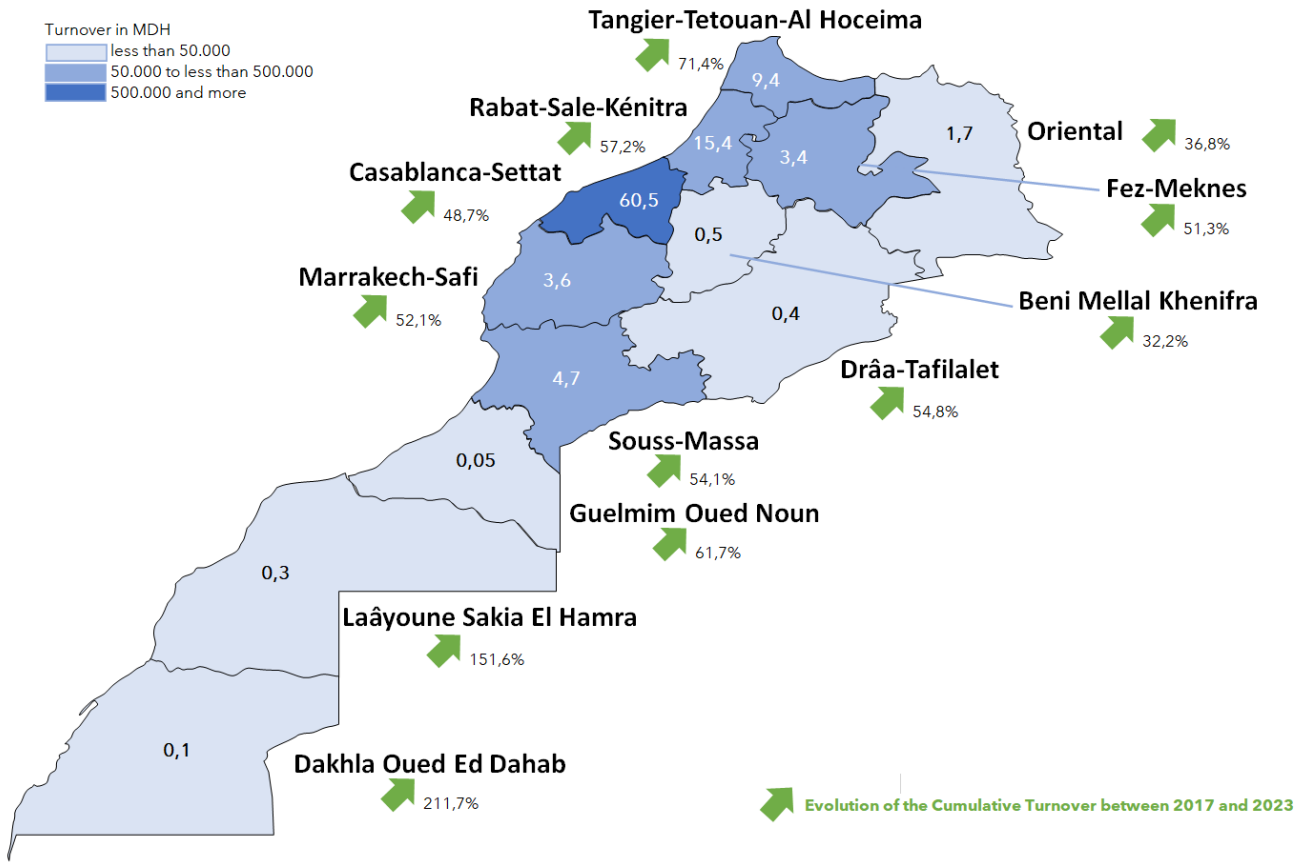 Turnover in MDH
less than 50.000
50.000 to less than 500.000
500.000 and more
Tangier-Tetouan-Al Hoceima
71,4%
9,4
Rabat-Sale-Kénitra
57,2%
15,4
Oriental
36,8%
1,7
3,4
Casablanca-Settat
48,7%
60,5
Fez-Meknes
51,3%
0,5
Marrakech-Safi
52,1%
3,6
Beni Mellal Khenifra
32,2%
0,4
Drâa-Tafilalet
54,8%
4,7
Souss-Massa
54,1%
0,05
Guelmim Oued Noun
61,7%
0,3
Laâyoune Sakia El Hamra
151,6%
0,1
Dakhla Oued Ed Dahab
211,7%
Evolution of the Cumulative Turnover between 2017 and 2023